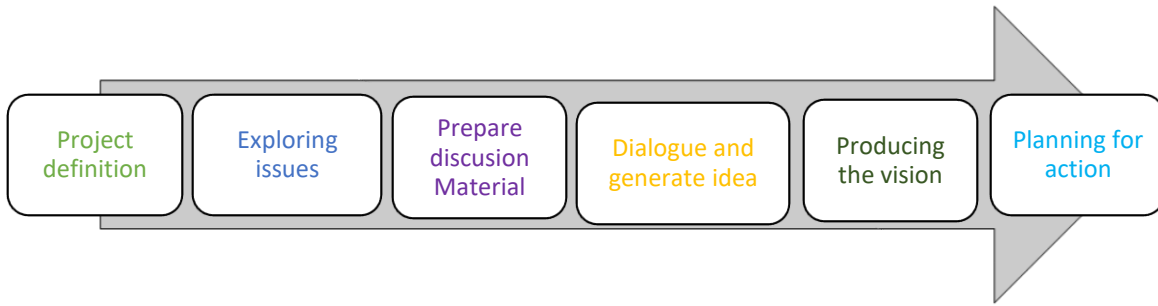 Project
definition
Exploring
issues
Prepare
discusion
Material
Dialogue and
generate idea
Producing
the vision
Planning for
action